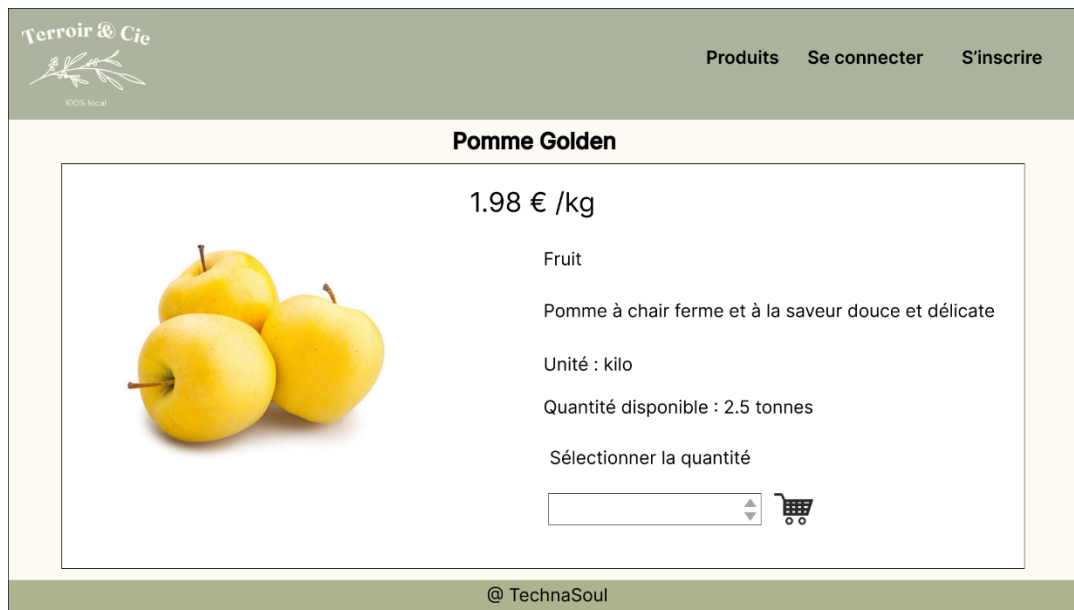 Terroir & Cie
100% local
Produits Se connecter S'inscrire
Pomme Golden
1.98 € /kg
Fruit
Pomme à chair ferme et à la saveur douce et délicate
Unité : kilo
Quantité disponible : 2.5 tonnes
Sélectionner la quantité
@ TechnaSoul